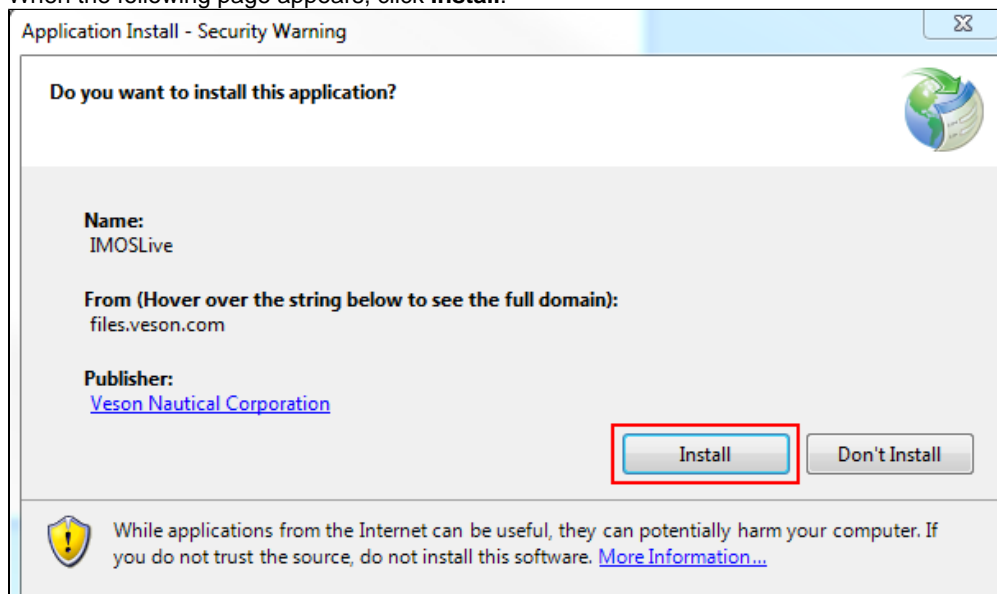 When the following page appears, click Install.
Application Install - Security Warning
Do you want to install this application?
Name:
IMOSLive
From (Hover over the string below to see the full domain):
files.veson.com
Publisher:
Veson Nautical Corporation
Install
Don't Install
While applications from the Internet can be useful, they can potentially harm your computer. If
you do not trust the source, do not install this software. More Information...